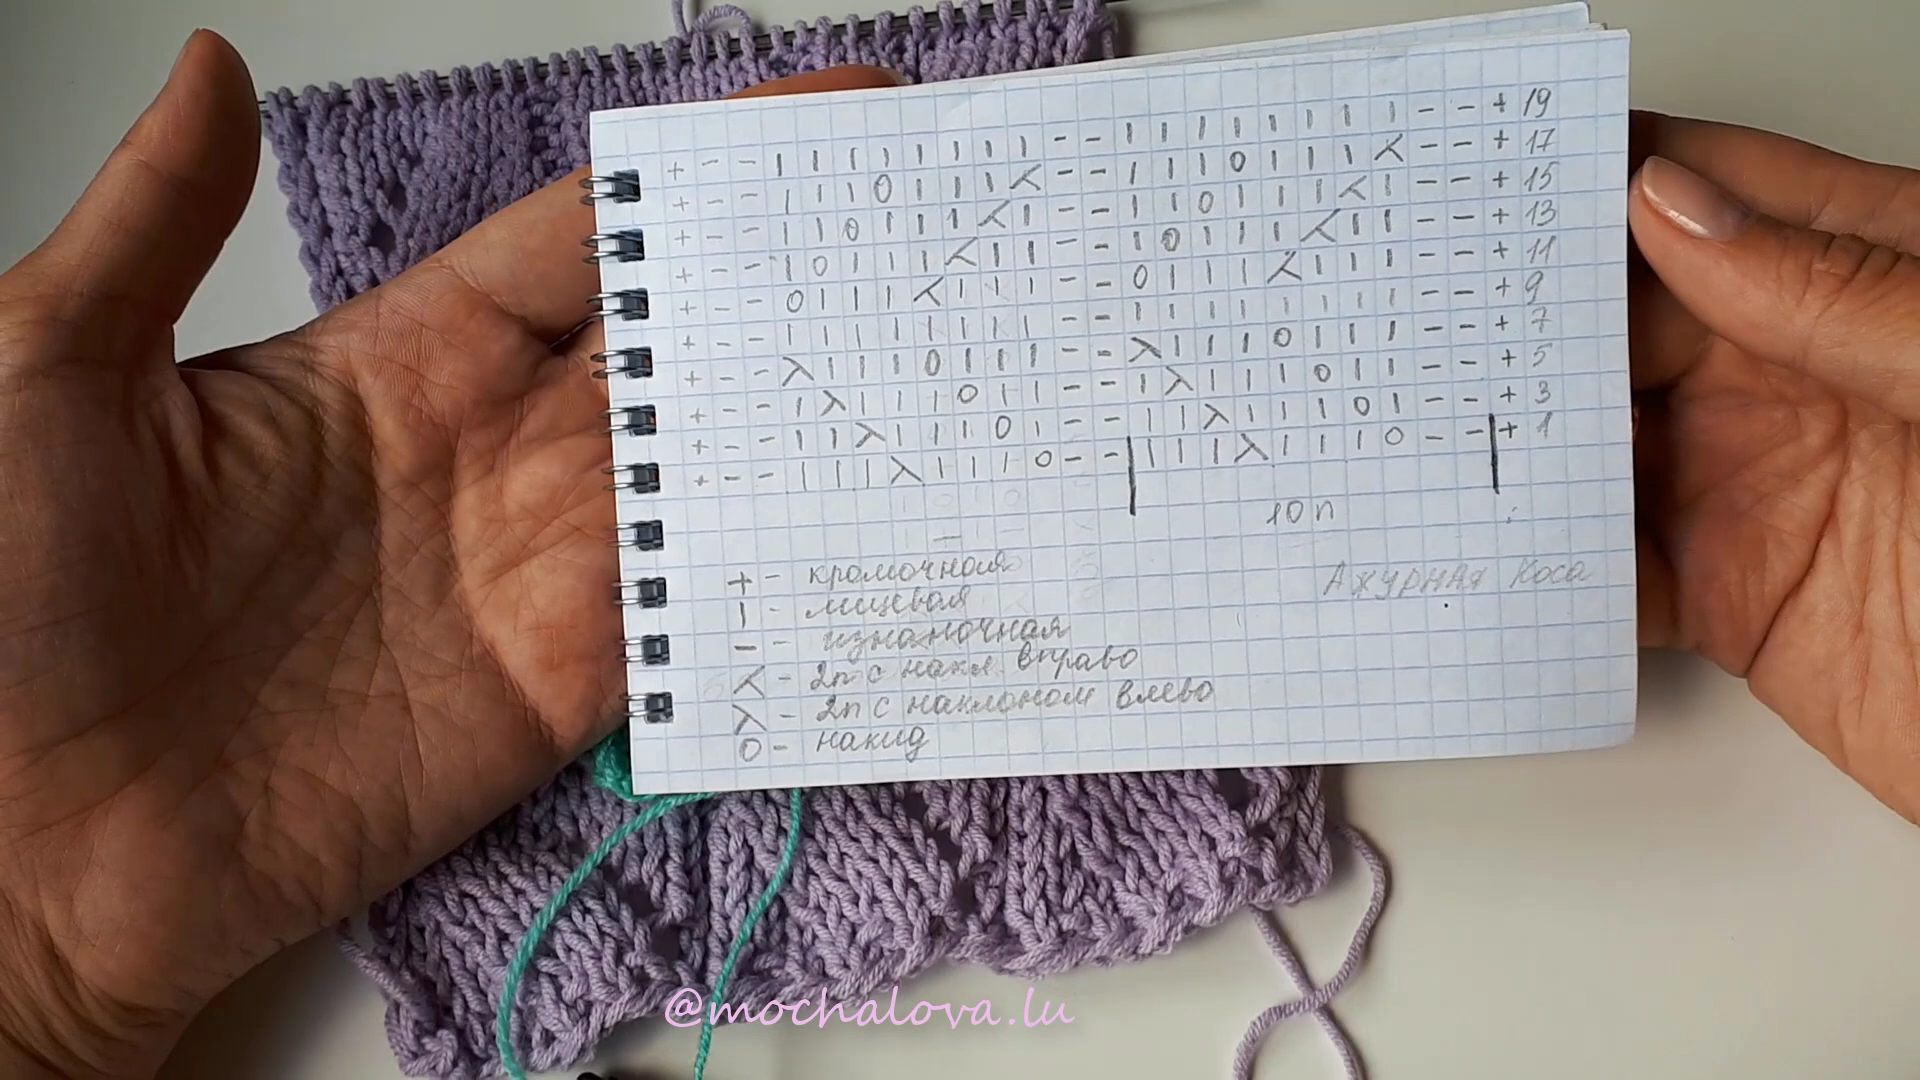 + - - | | | | | | | | - - | | | | | | | | - - + 19
+ - - | | | O | | | ⋌ - - | | | O | | | ⋌ - - + 17
+ - - | | O | | | ⋌ | - - | | O | | | ⋌ | - - + 15
+ - - | O | | | ⋌ | | - - | O | | | ⋌ | | - - + 13
+ - - O | | | ⋌ | | | - - O | | | ⋌ | | | - - + 11
+ - - | | | | | | | | - - | | | | | | | | - - + 9
+ - - ⋋ | | | O | | | - - ⋋ | | | O | | | - - + 7
+ - - | ⋋ | | | O | | - - | ⋋ | | | O | | - - + 5
+ - - | | ⋋ | | | O | - - | | ⋋ | | | O | - - + 3
+ - - | | | ⋋ | | | O - - | | | ⋋ | | | O - - + 1
10 п
Ажурная Коса
+ - кромочная
| - лицевая
- - изнаночная
⋌ - 2п с накл. вправо
⋋ - 2п с наклоном влево
O - накид
@mochalova.lu